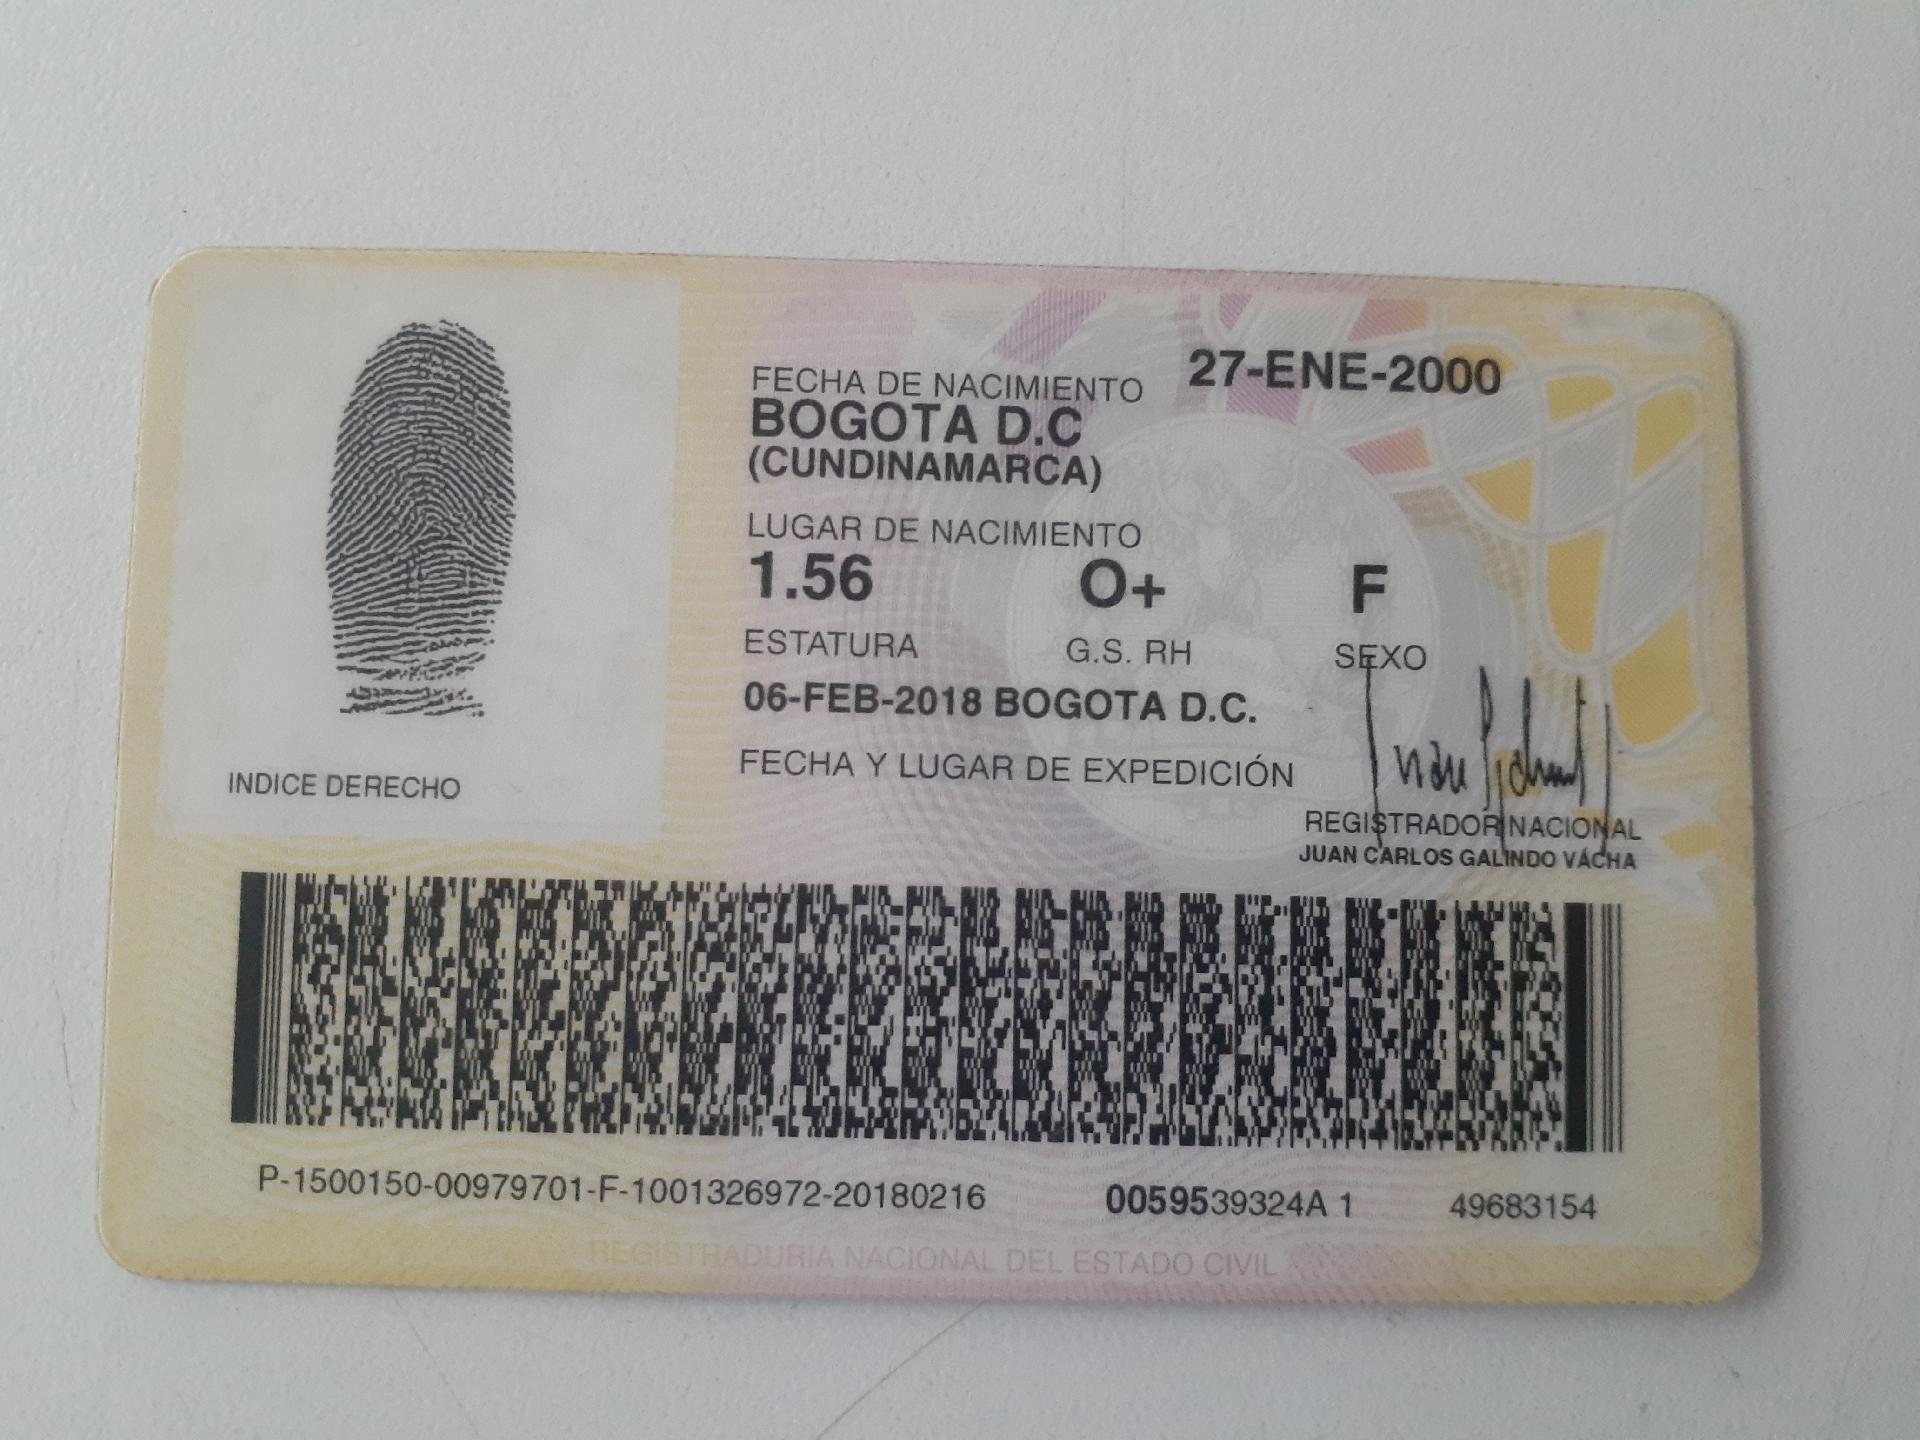 FECHA DE NACIMIENTO 27-ENE-2000
BOGOTA D.C
(CUNDINAMARCA)
LUGAR DE NACIMIENTO
1.56 O+ F
ESTATURA G.S. RH SEXO
06-FEB-2018 BOGOTA D.C.
FECHA Y LUGAR DE EXPEDICIÓN
INDICE DERECHO
REGISTRADOR NACIONAL
JUAN CARLOS GALINDO VÁCHA
P-1500150-00979701-F-1001326972-20180216 0059539324A 1 49683154
REGISTRADURIA NACIONAL DEL ESTADO CIVIL